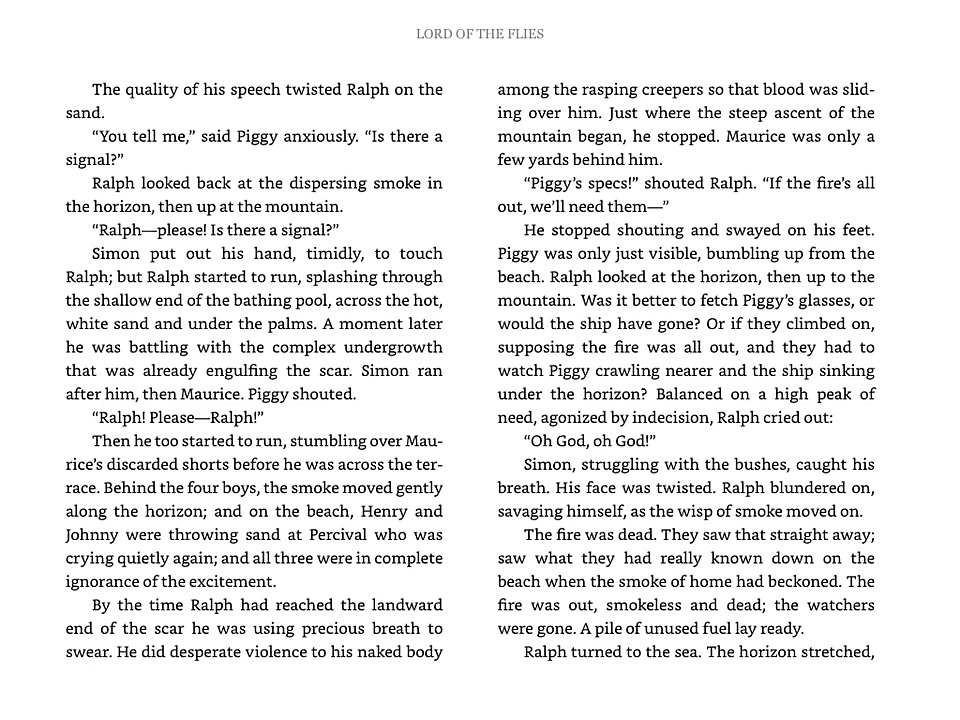 LORD OF THE FLIES
The quality of his speech twisted Ralph on the
sand.
“You tell me,” said Piggy anxiously. “Is there a
signal?”
Ralph looked back at the dispersing smoke in
the horizon, then up at the mountain.
“Ralph—please! Is there a signal?”
Simon put out his hand, timidly, to touch
Ralph; but Ralph started to run, splashing through
the shallow end of the bathing pool, across the hot,
white sand and under the palms. A moment later
he was battling with the complex undergrowth
that was already engulfing the scar. Simon ran
after him, then Maurice. Piggy shouted.
“Ralph! Please—Ralph!”
Then he too started to run, stumbling over Mau-
rice’s discarded shorts before he was across the ter-
race. Behind the four boys, the smoke moved gently
along the horizon; and on the beach, Henry and
Johnny were throwing sand at Percival who was
crying quietly again; and all three were in complete
ignorance of the excitement.
By the time Ralph had reached the landward
end of the scar he was using precious breath to
swear. He did desperate violence to his naked body
among the rasping creepers so that blood was slid-
ing over him. Just where the steep ascent of the
mountain began, he stopped. Maurice was only a
few yards behind him.
“Piggy’s specs!” shouted Ralph. “If the fire’s all
out, we’ll need them—”
He stopped shouting and swayed on his feet.
Piggy was only just visible, bumbling up from the
beach. Ralph looked at the horizon, then up to the
mountain. Was it better to fetch Piggy’s glasses, or
would the ship have gone? Or if they climbed on,
supposing the fire was all out, and they had to
watch Piggy crawling nearer and the ship sinking
under the horizon? Balanced on a high peak of
need, agonized by indecision, Ralph cried out:
“Oh God, oh God!”
Simon, struggling with the bushes, caught his
breath. His face was twisted. Ralph blundered on,
savaging himself, as the wisp of smoke moved on.
The fire was dead. They saw that straight away;
saw what they had really known down on the
beach when the smoke of home had beckoned. The
fire was out, smokeless and dead; the watchers
were gone. A pile of unused fuel lay ready.
Ralph turned to the sea. The horizon stretched,